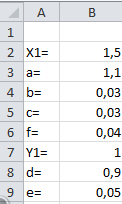 A B
1
2 X1= 1,5
3 a= 1,1
4 b= 0,03
5 c= 0,03
6 f= 0,04
7 Y1= 1
8 d= 0,9
9 e= 0,05